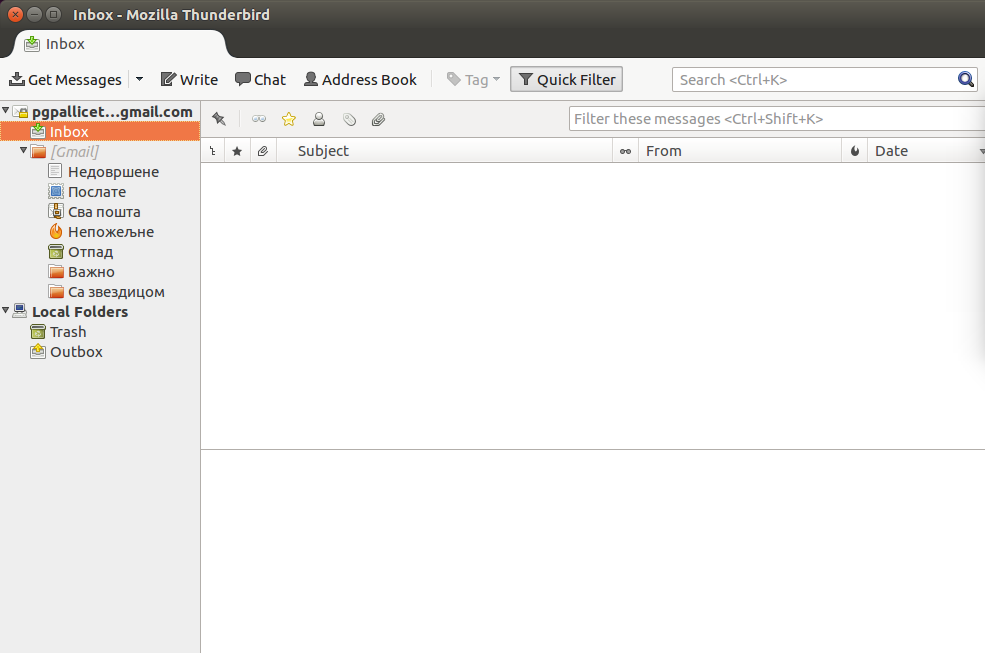 Inbox - Mozilla Thunderbird
Inbox
Get Messages Write Chat Address Book Tag Quick Filter Search <Ctrl+K>
Filter these messages <Ctrl+Shift+K>
Subject From Date
pgpallicet...gmail.com
Inbox
[Gmail]
Недовршене
Послате
Сва пошта
Непожељне
Отпад
Важно
Са звездицом
Local Folders
Trash
Outbox